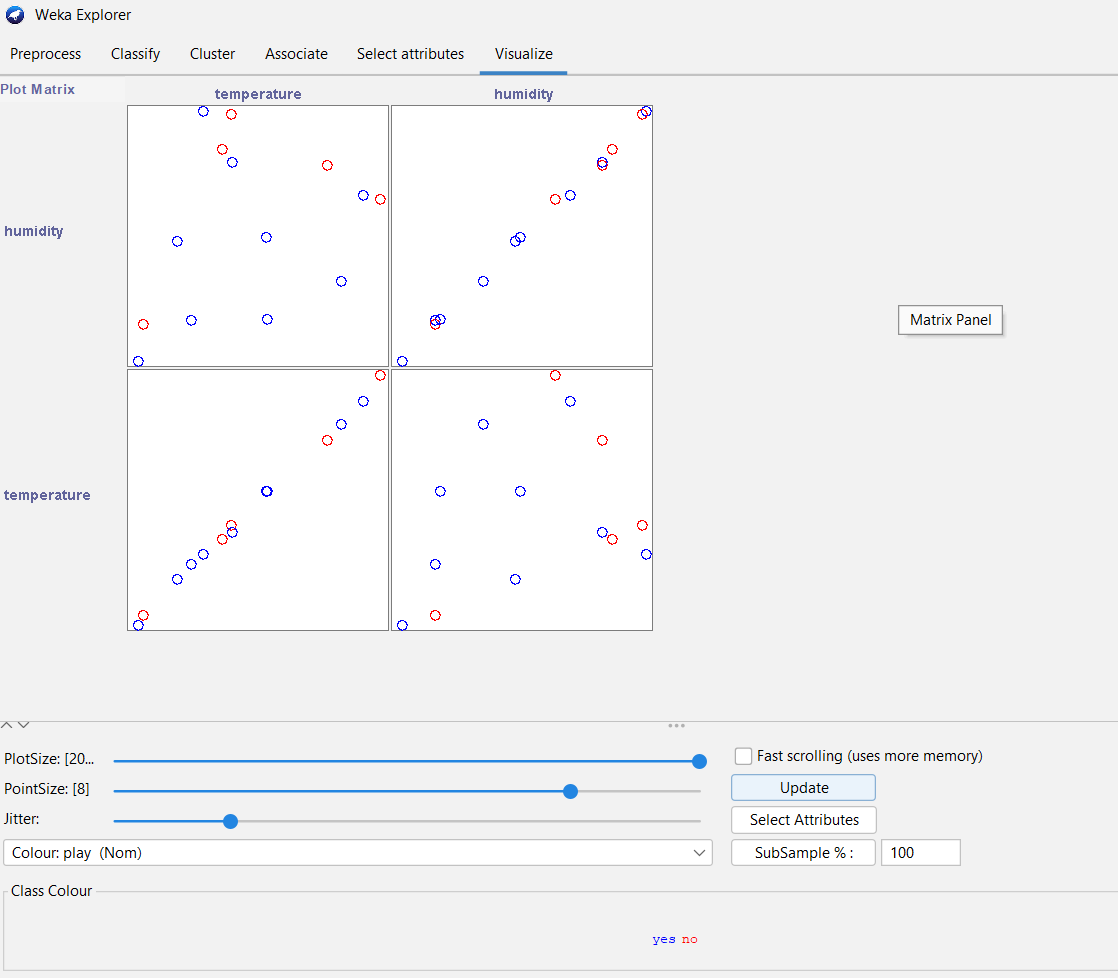 Weka Explorer
Preprocess Classify Cluster Associate Select attributes Visualize
Plot Matrix
temperature humidity
humidity
Matrix Panel
temperature
PlotSize: [20...
Fast scrolling (uses more memory)
PointSize: [8]
Update
Jitter:
Select Attributes
Colour: play (Nom)
SubSample % : 100
Class Colour
yes no